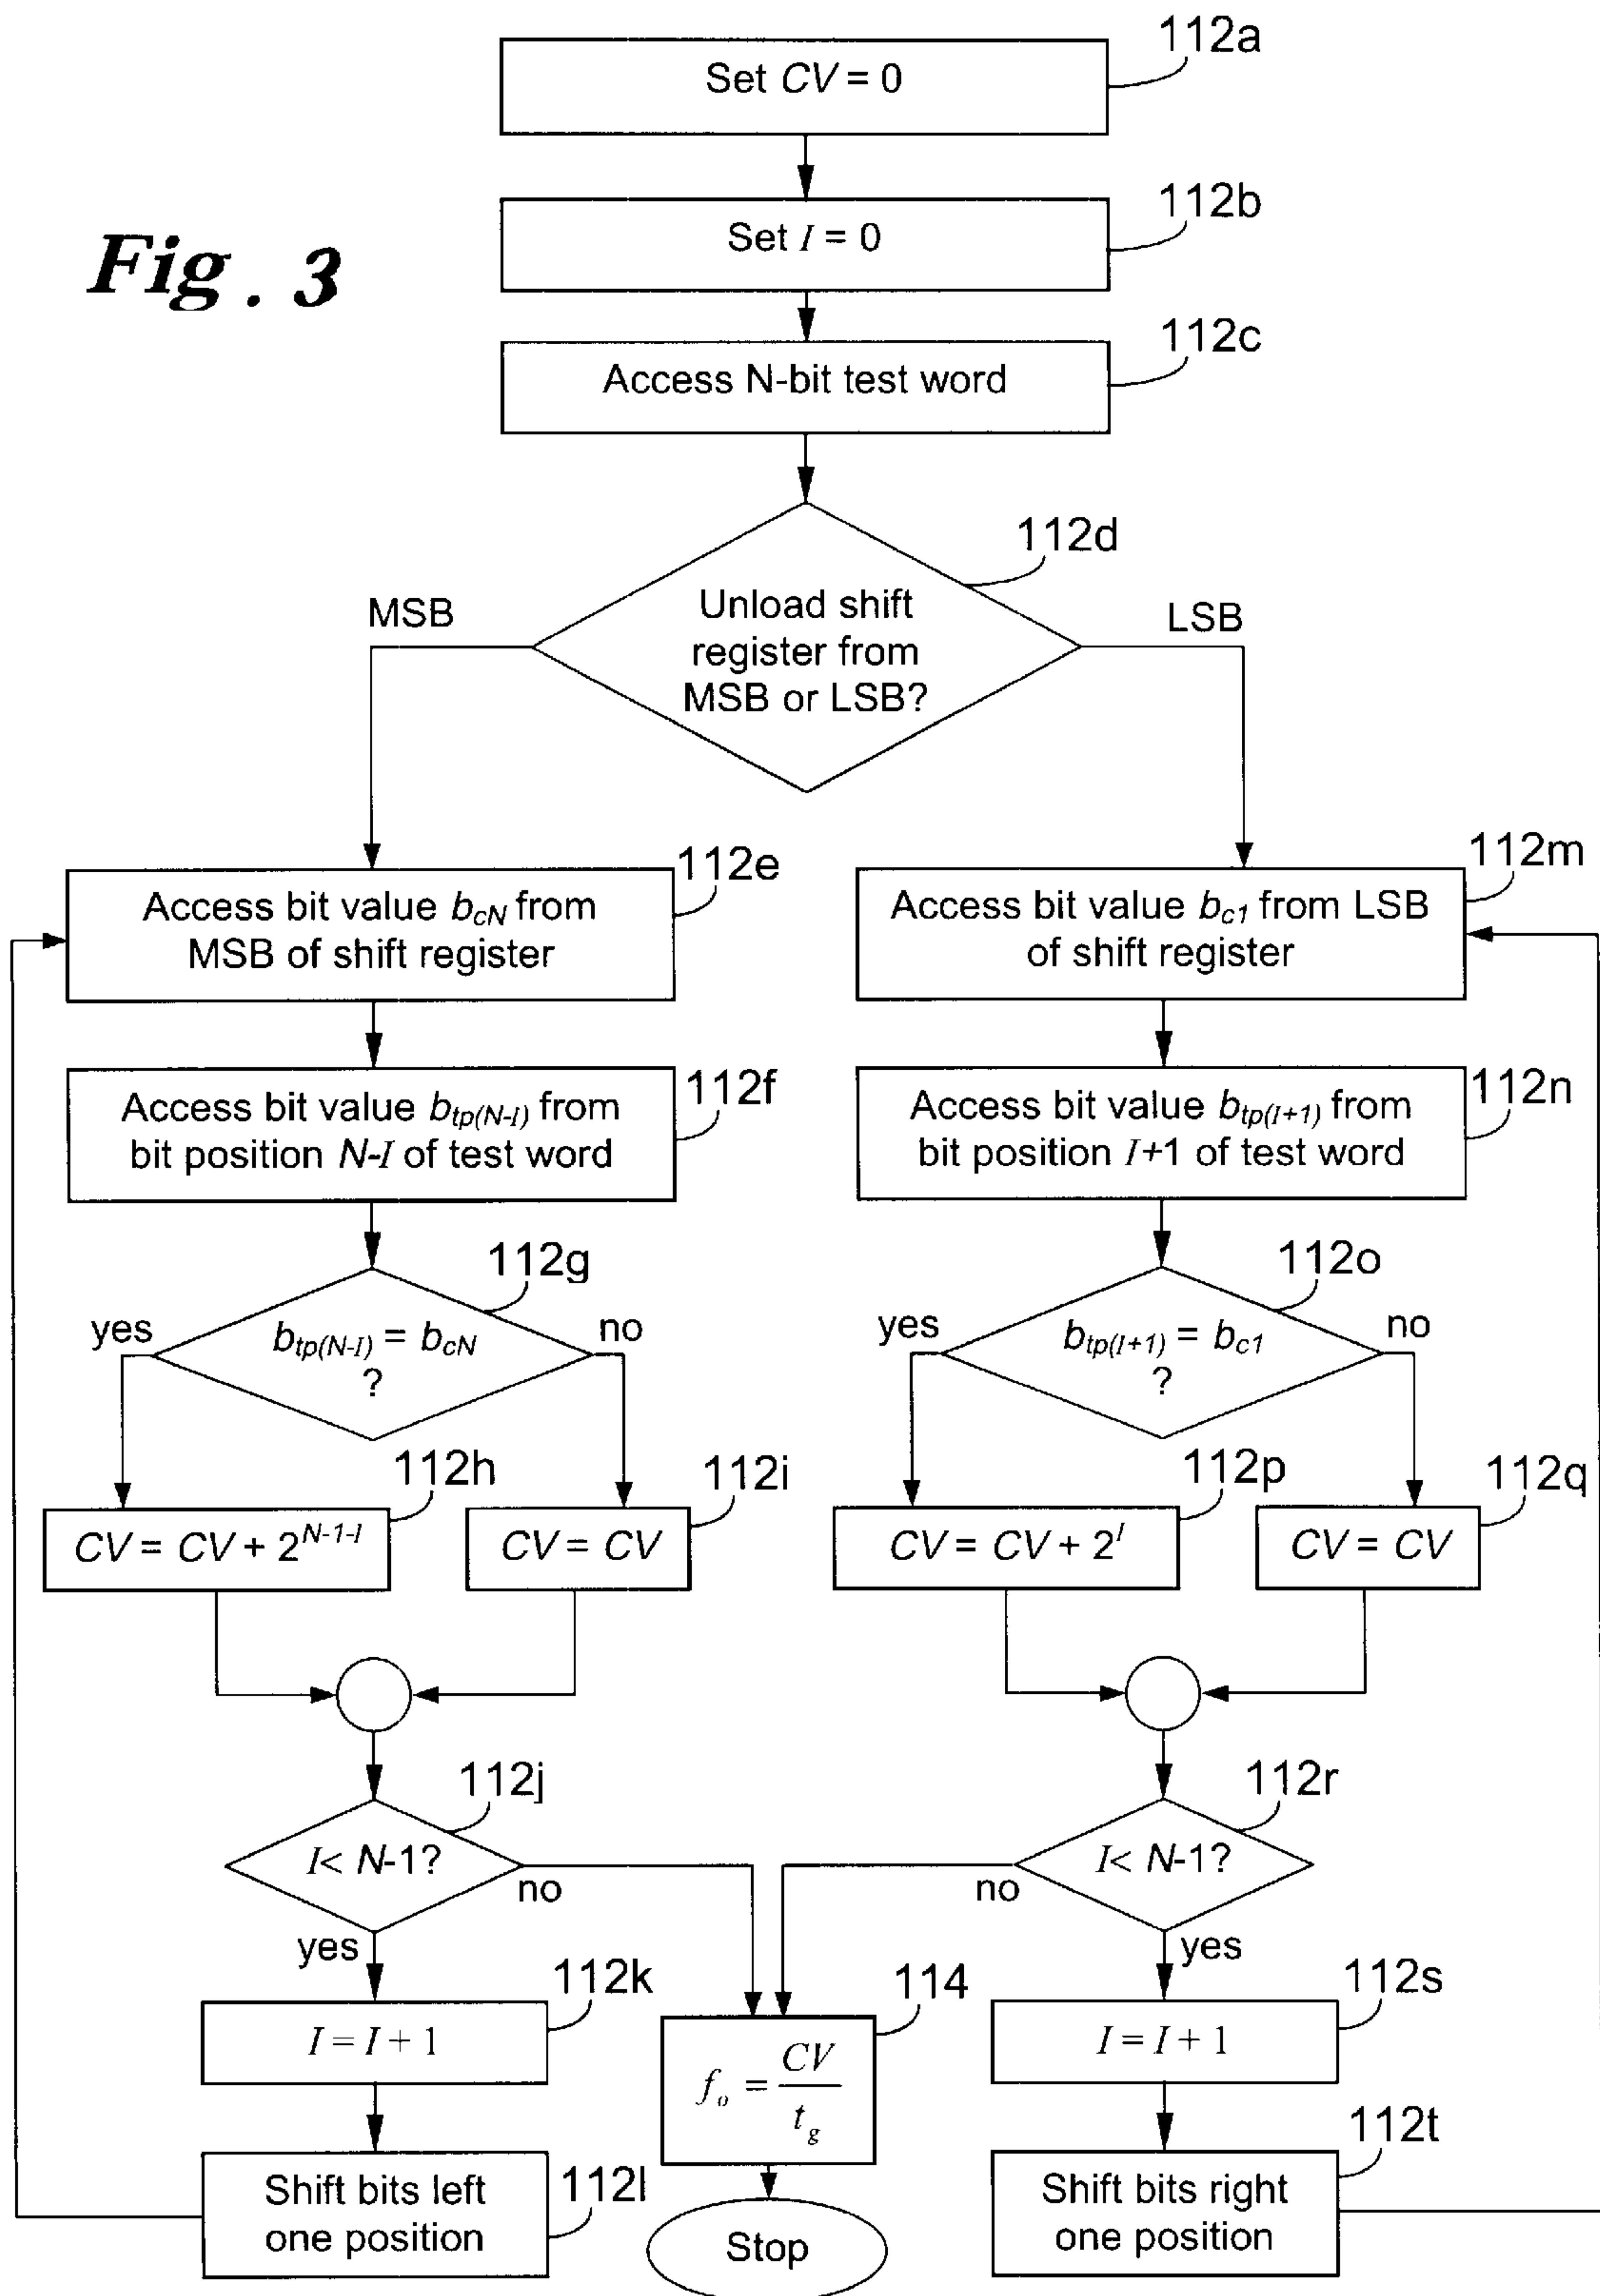 Fig. 3
112a
Set CV = 0
112b
Set I = 0
112c
Access N-bit test word
112d
Unload shift
register from
MSB or LSB?
MSB
LSB
112e
Access bit value bcN from
MSB of shift register
112m
Access bit value bc1 from LSB
of shift register
112f
Access bit value btp(N-I) from
bit position N-I of test word
112n
Access bit value btp(I+1) from
bit position I+1 of test word
112g
yes
btp(N-I) = bcN
?
no
112o
yes
btp(I+1) = bc1
?
no
112h
CV = CV + 2^N-1-I
112i
CV = CV
112p
CV = CV + 2^I
112q
CV = CV
112j
I< N-1?
no
yes
112r
I< N-1?
no
yes
112k
I = I + 1
114
fo = CV / tg
112s
I = I + 1
112l
Shift bits left
one position
Stop
112t
Shift bits right
one position